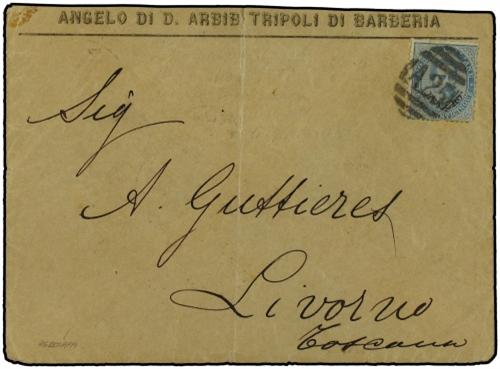 ANGELO DI D. ARBIB TRIPOLI DI BARBERIA
Sig
A. Guttieres
Livorno
Toscana